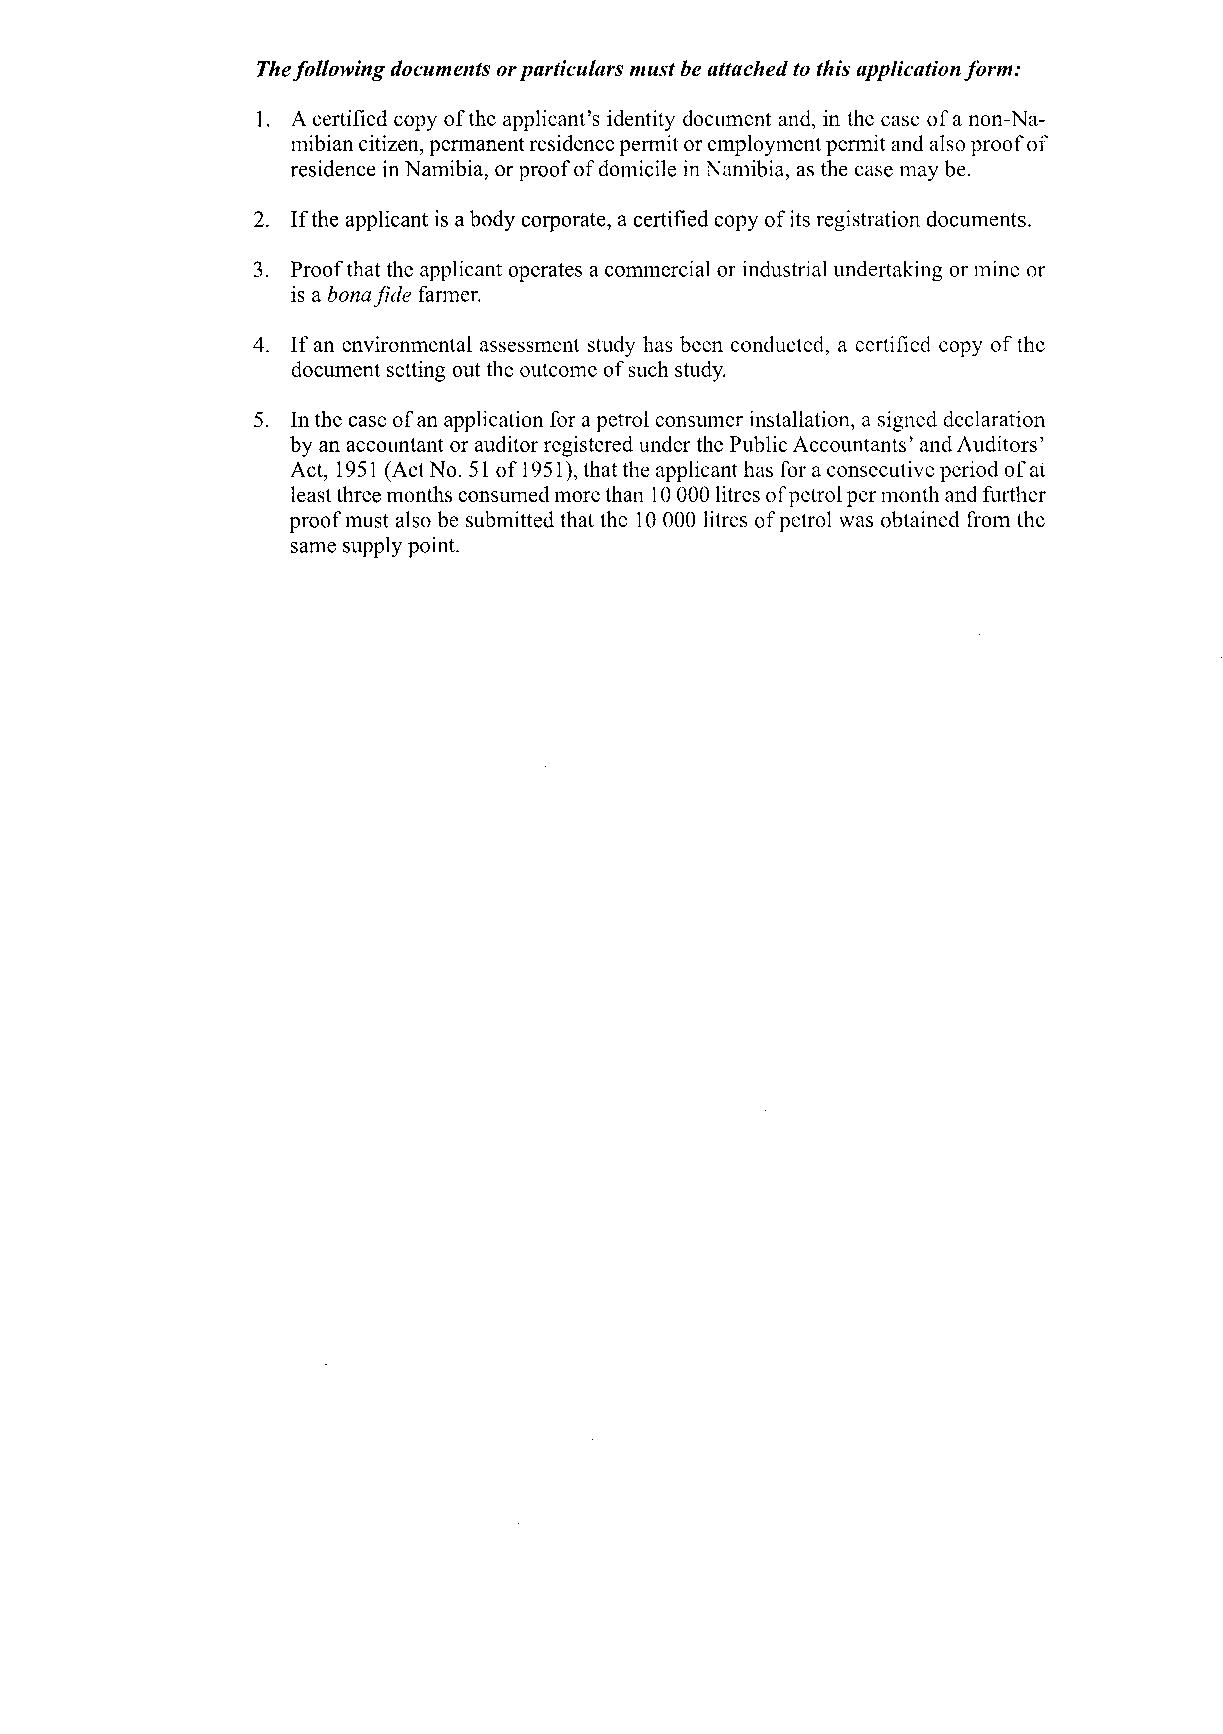 The following documents or particulars must be attached to this application form:
1. A certified copy of the applicant's identity document and, in the case of a non-Na-
mibian citizen, permanent residence permit or employment permit and also proof of
residence in Namibia, or proof of domicile in Namibia, as the case may be.
2. If the applicant is a body corporate, a certified copy of its registration documents.
3. Proof that the applicant operates a commercial or industrial undertaking or mine or
is a bona fide farmer.
4. If an environmental assessment study has been conducted, a certified copy of the
document setting out the outcome of such study.
5. In the case of an application for a petrol consumer installation, a signed declaration
by an accountant or auditor registered under the Public Accountants' and Auditors'
Act, 1951 (Act No. 51 of 1951), that the applicant has for a consecutive period of at
least three months consumed more than 10 000 litres of petrol per month and further
proof must also be submitted that the 10 000 litres of petrol was obtained from the
same supply point.